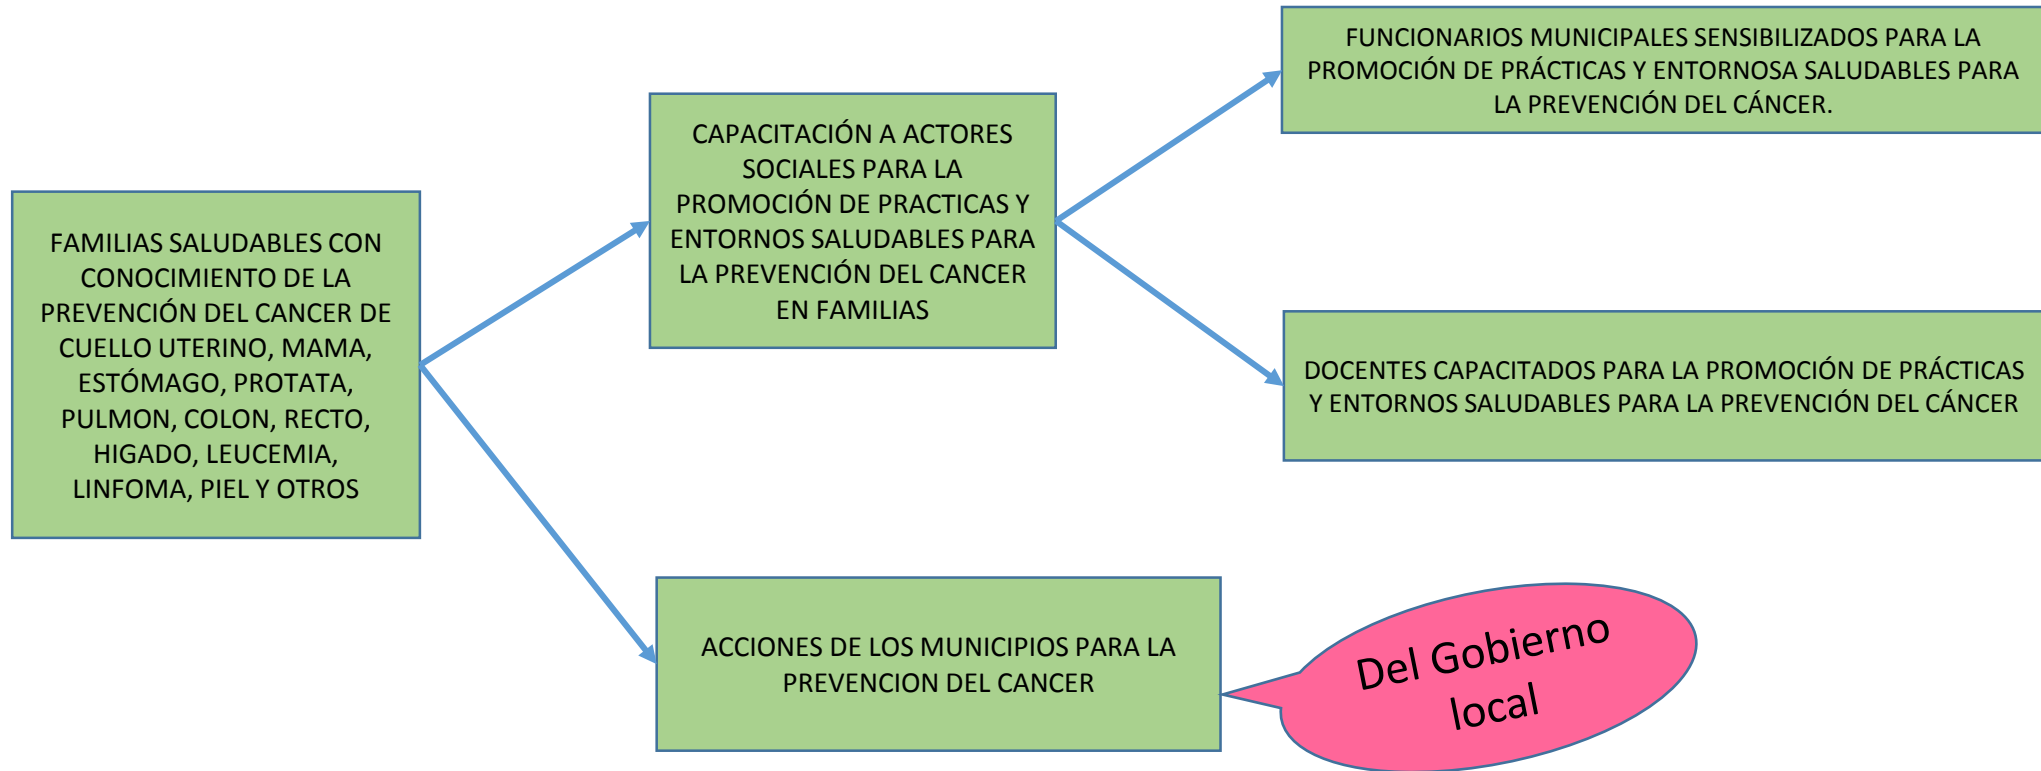 FAMILIAS SALUDABLES CON
CONOCIMIENTO DE LA
PREVENCIÓN DEL CANCER DE
CUELLO UTERINO, MAMA,
ESTÓMAGO, PROTATA,
PULMON, COLON, RECTO,
HIGADO, LEUCEMIA,
LINFOMA, PIEL Y OTROS
CAPACITACIÓN A ACTORES
SOCIALES PARA LA
PROMOCIÓN DE PRACTICAS Y
ENTORNOS SALUDABLES PARA
LA PREVENCIÓN DEL CANCER
EN FAMILIAS
FUNCIONARIOS MUNICIPALES SENSIBILIZADOS PARA LA
PROMOCIÓN DE PRÁCTICAS Y ENTORNOSA SALUDABLES PARA
LA PREVENCIÓN DEL CÁNCER.
DOCENTES CAPACITADOS PARA LA PROMOCIÓN DE PRÁCTICAS
Y ENTORNOS SALUDABLES PARA LA PREVENCIÓN DEL CÁNCER
ACCIONES DE LOS MUNICIPIOS PARA LA
PREVENCION DEL CANCER
Del Gobierno
local